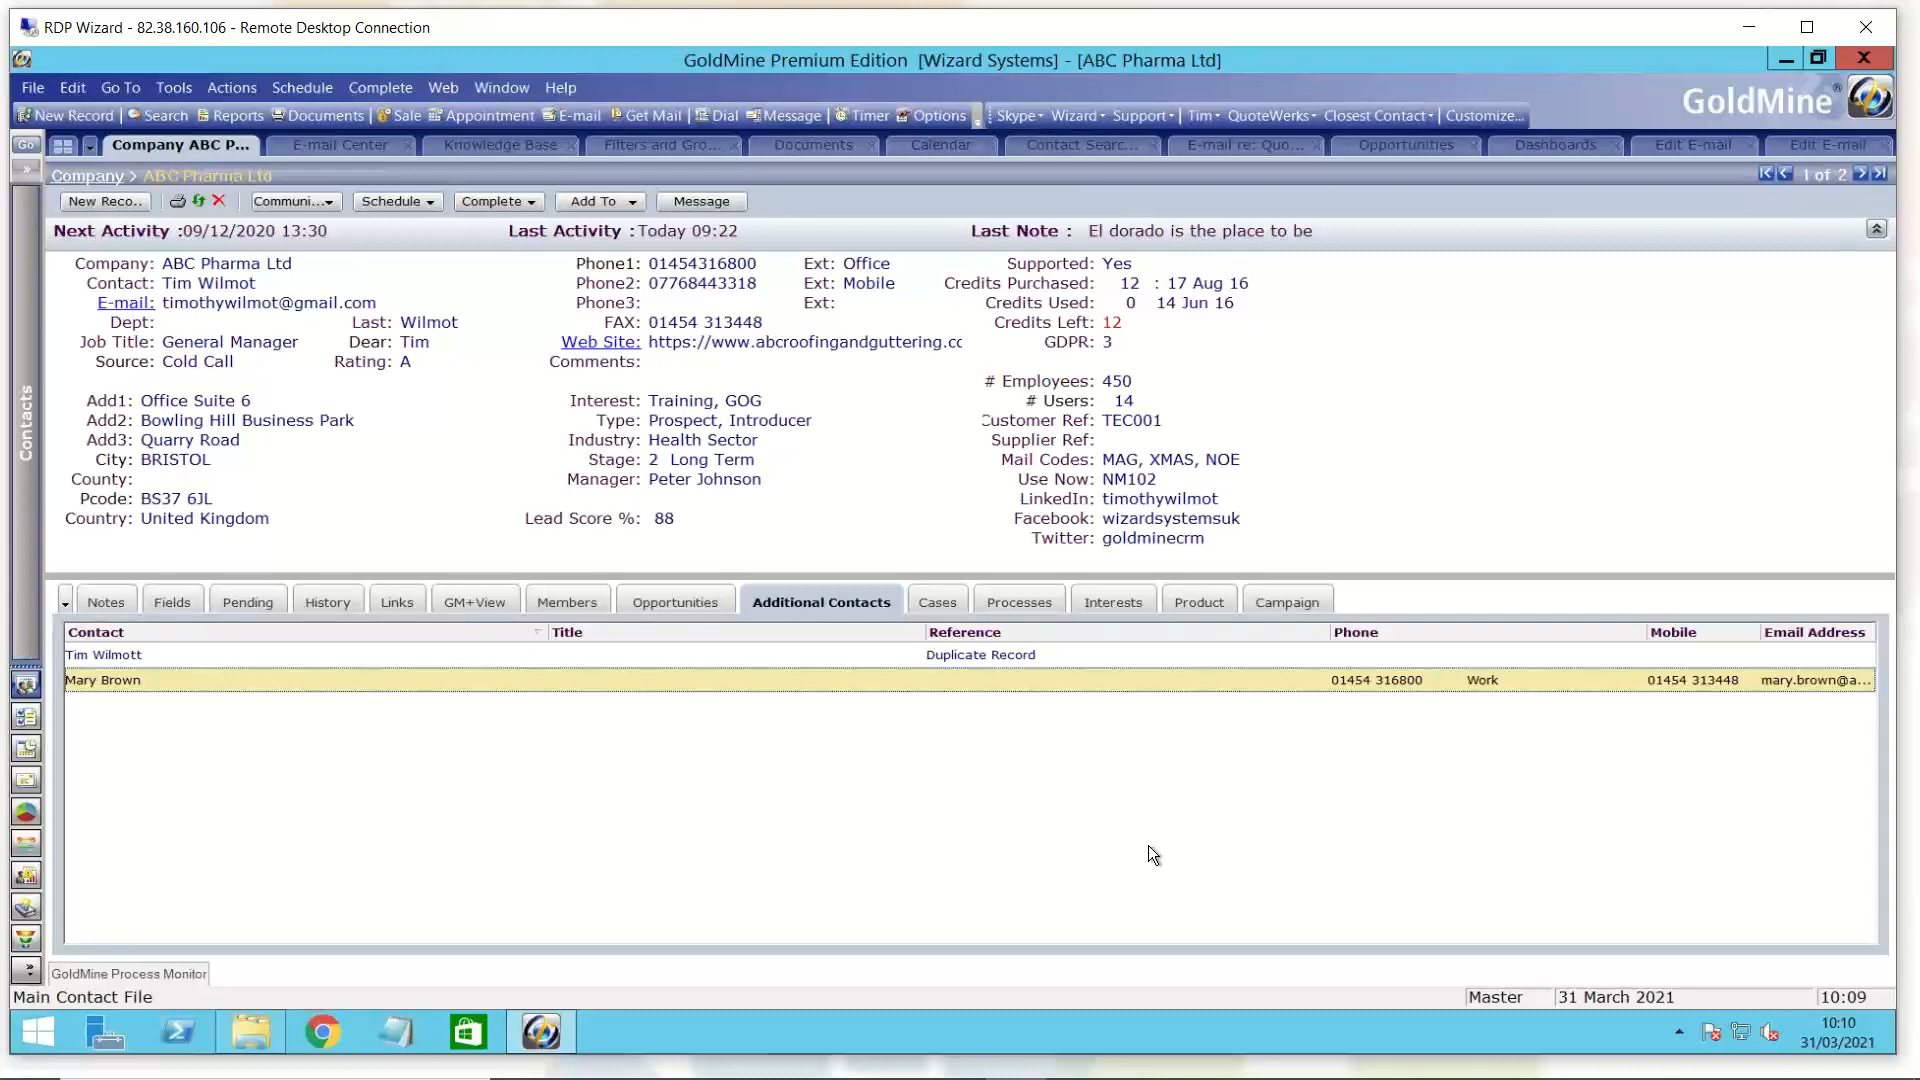 RDP Wizard - 82.38.160.106 - Remote Desktop Connection
GoldMine Premium Edition [Wizard Systems] - [ABC Pharma Ltd]
File Edit Go To Tools Actions Schedule Complete Web Window Help
GoldMine®
New Record Search Reports Documents Sale Appointment E-mail Get Mail Dial Message Timer Options Skype Wizard Support Tim QuoteWerks Closest Contact Customize...
Go Company ABC P... E-mail Center Knowledge Base Filters and Gro... Documents Calendar Contact Searc... E-mail re: Quo... Opportunities Dashboards Edit E-mail Edit E-mail
Company > ABC Pharma Ltd 1 of 2
New Reco.. Communi... Schedule Complete Add To Message
Next Activity :09/12/2020 13:30 Last Activity :Today 09:22 Last Note : El dorado is the place to be
Company: ABC Pharma Ltd Phone1: 01454316800 Ext: Office Supported: Yes
Contact: Tim Wilmot Phone2: 07768443318 Ext: Mobile Credits Purchased: 12 : 17 Aug 16
E-mail: timothywilmot@gmail.com Phone3: Ext: Credits Used: 0 14 Jun 16
Dept: Last: Wilmot FAX: 01454 313448 Credits Left: 12
Job Title: General Manager Dear: Tim Web Site: https://www.abcroofingandguttering.cc GDPR: 3
Source: Cold Call Rating: A Comments:
# Employees: 450
Add1: Office Suite 6 Interest: Training, GOG # Users: 14
Add2: Bowling Hill Business Park Type: Prospect, Introducer Customer Ref: TEC001
Add3: Quarry Road Industry: Health Sector Supplier Ref:
City: BRISTOL Stage: 2 Long Term Mail Codes: MAG, XMAS, NOE
County: Manager: Peter Johnson Use Now: NM102
Pcode: BS37 6JL LinkedIn: timothywilmot
Country: United Kingdom Lead Score %: 88 Facebook: wizardsystemsuk
Twitter: goldminecrm
Contacts
Notes Fields Pending History Links GM+View Members Opportunities Additional Contacts Cases Processes Interests Product Campaign
Contact Title Reference Phone Mobile Email Address
Tim Wilmott Duplicate Record
Mary Brown 01454 316800 Work 01454 313448 mary.brown@a...
GoldMine Process Monitor
Main Contact File Master 31 March 2021 10:09
10:10
31/03/2021